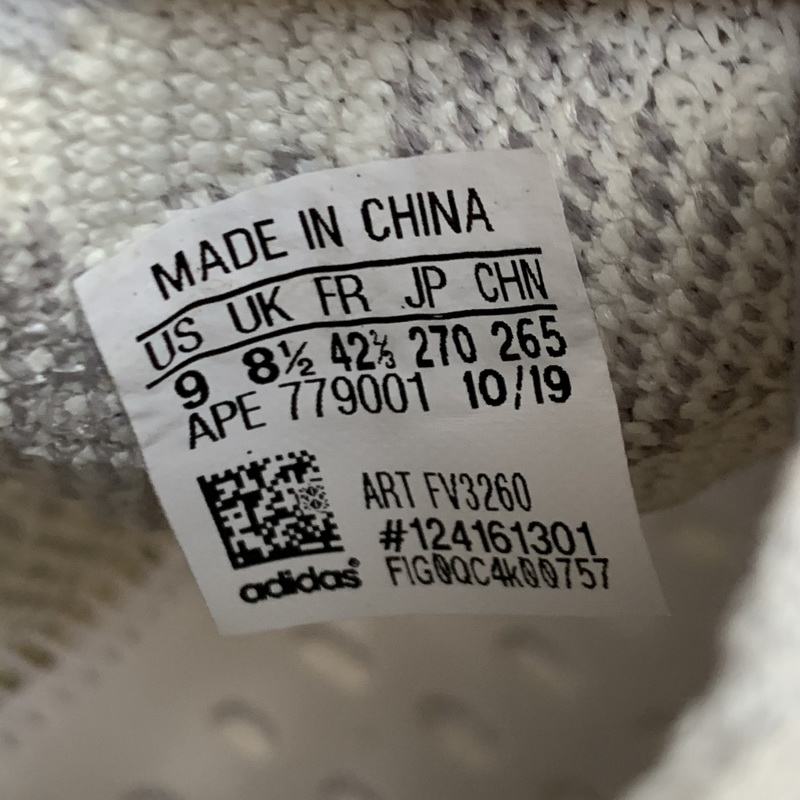 MADE IN CHINA
US UK FR JP CHN
9 8½ 42⅔ 270 265
APE 779001 10/19
ART FV3260
#124161301
adidas®
FIG0QC4k00757